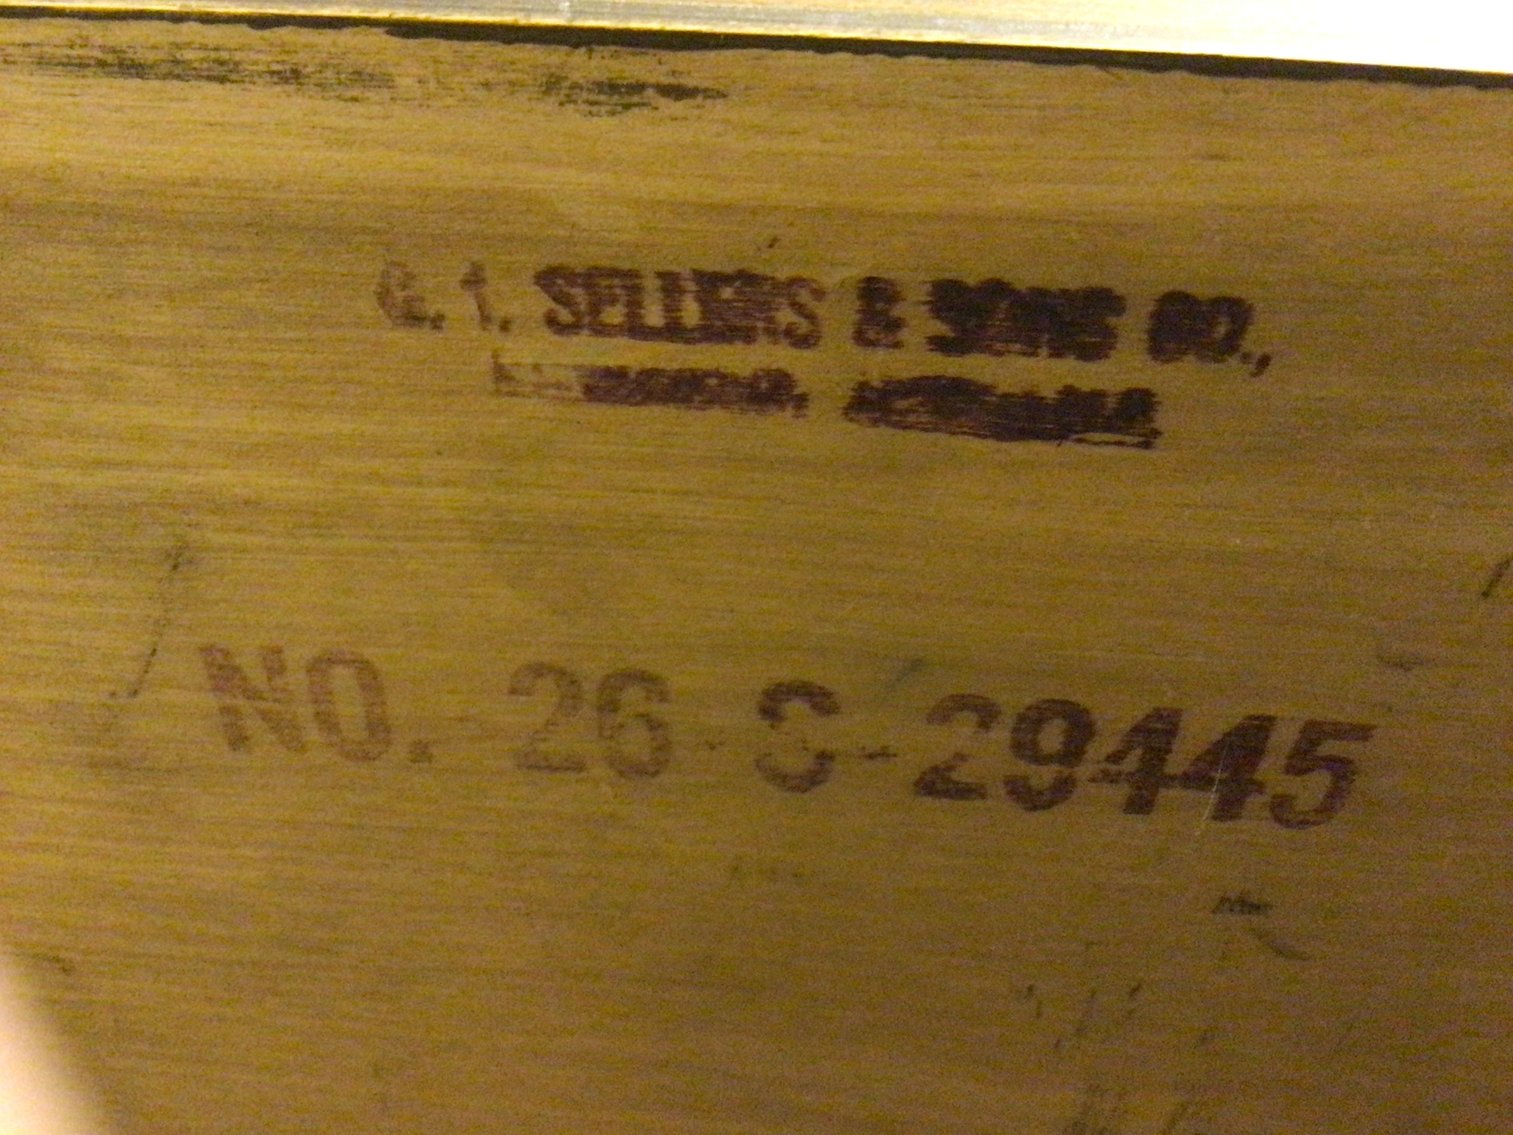 G. I. SELLERS & SONS CO.,
NO. 26-S-29445